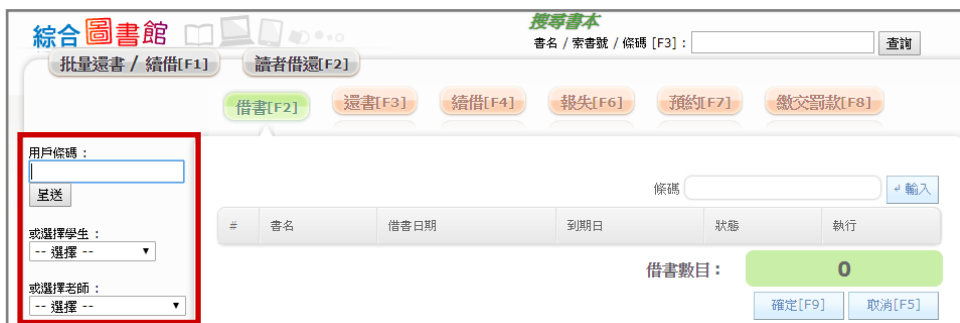 綜合圖書館
搜尋書本
書名 / 索書號 / 條碼 [F3] :
查詢
批量還書 / 續借[F1]
讀者借還[F2]
借書[F2]
還書[F3]
續借[F4]
報失[F6]
預約[F7]
繳交罰款[F8]
用戶條碼 :
呈送
或選擇學生 :
-- 選擇 --
或選擇老師 :
-- 選擇 --
條碼
輸入
# 書名 借書日期 到期日 狀態 執行
借書數目 : 0
確定[F9]
取消[F5]